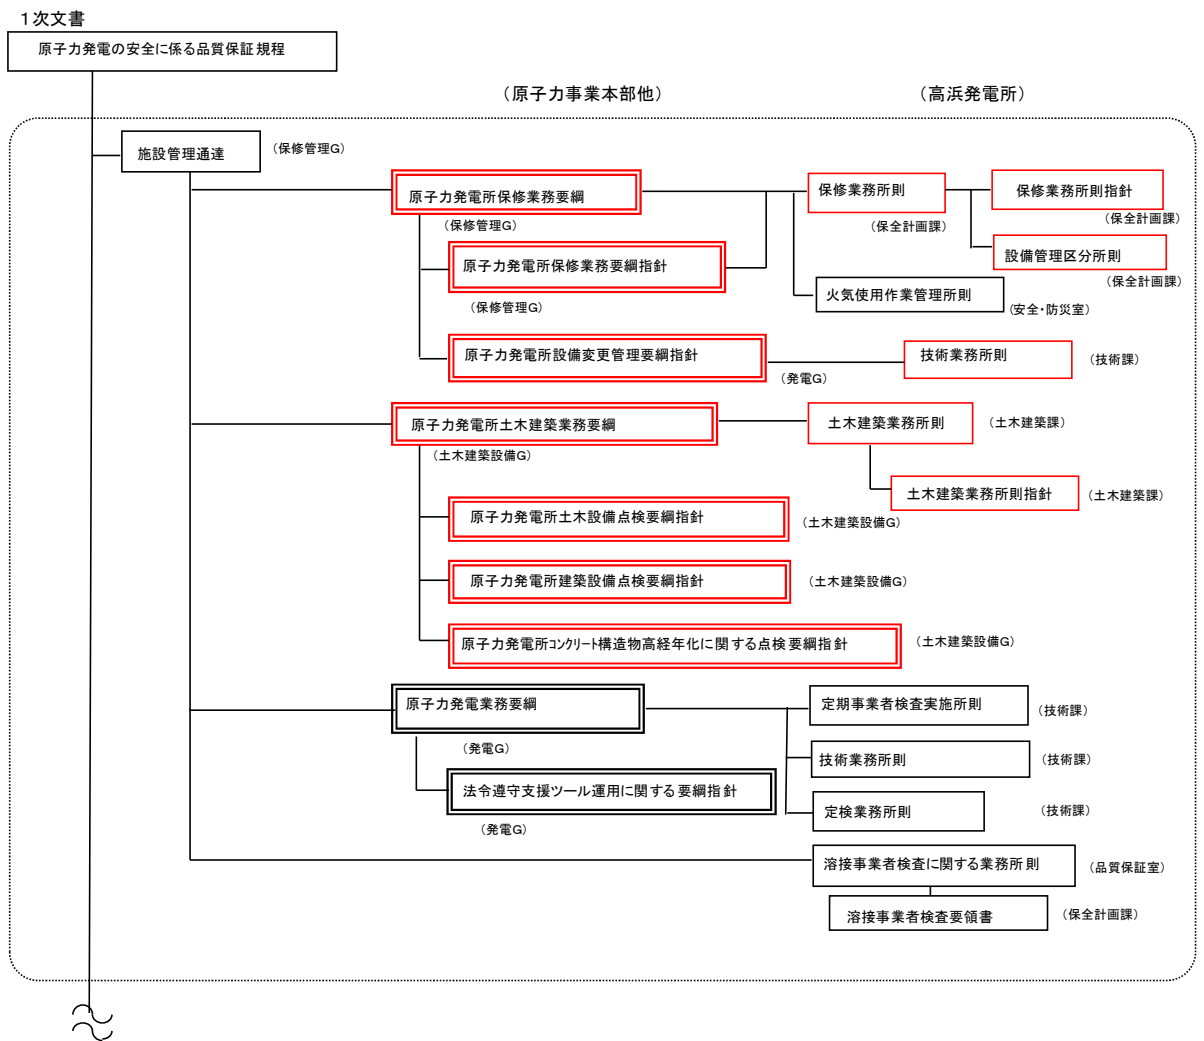 １次文書
原子力発電の安全に係る品質保証規程
（原子力事業本部他）
（高浜発電所）
施設管理通達
（保修管理G）
原子力発電所保修業務要綱
（保修管理G）
保修業務所則
（保全計画課）
保修業務所則指針
（保全計画課）
原子力発電所保修業務要綱指針
（保修管理G）
設備管理区分所則
（保全計画課）
火気使用作業管理所則
（安全・防災室）
原子力発電所設備変更管理要綱指針
（発電G）
技術業務所則
（技術課）
原子力発電所土木建築業務要綱
（土木建築設備G）
土木建築業務所則
（土木建築課）
土木建築業務所則指針
（土木建築課）
原子力発電所土木設備点検要綱指針
（土木建築設備G）
原子力発電所建築設備点検要綱指針
（土木建築設備G）
原子力発電所コンクリート構造物高経年化に関する点検要綱指針
（土木建築設備G）
原子力発電業務要綱
（発電G）
定期事業者検査実施所則
（技術課）
技術業務所則
（技術課）
法令遵守支援ツール運用に関する要綱指針
（発電G）
定検業務所則
（技術課）
溶接事業者検査に関する業務所則
（品質保証室）
溶接事業者検査要領書
（保全計画課）